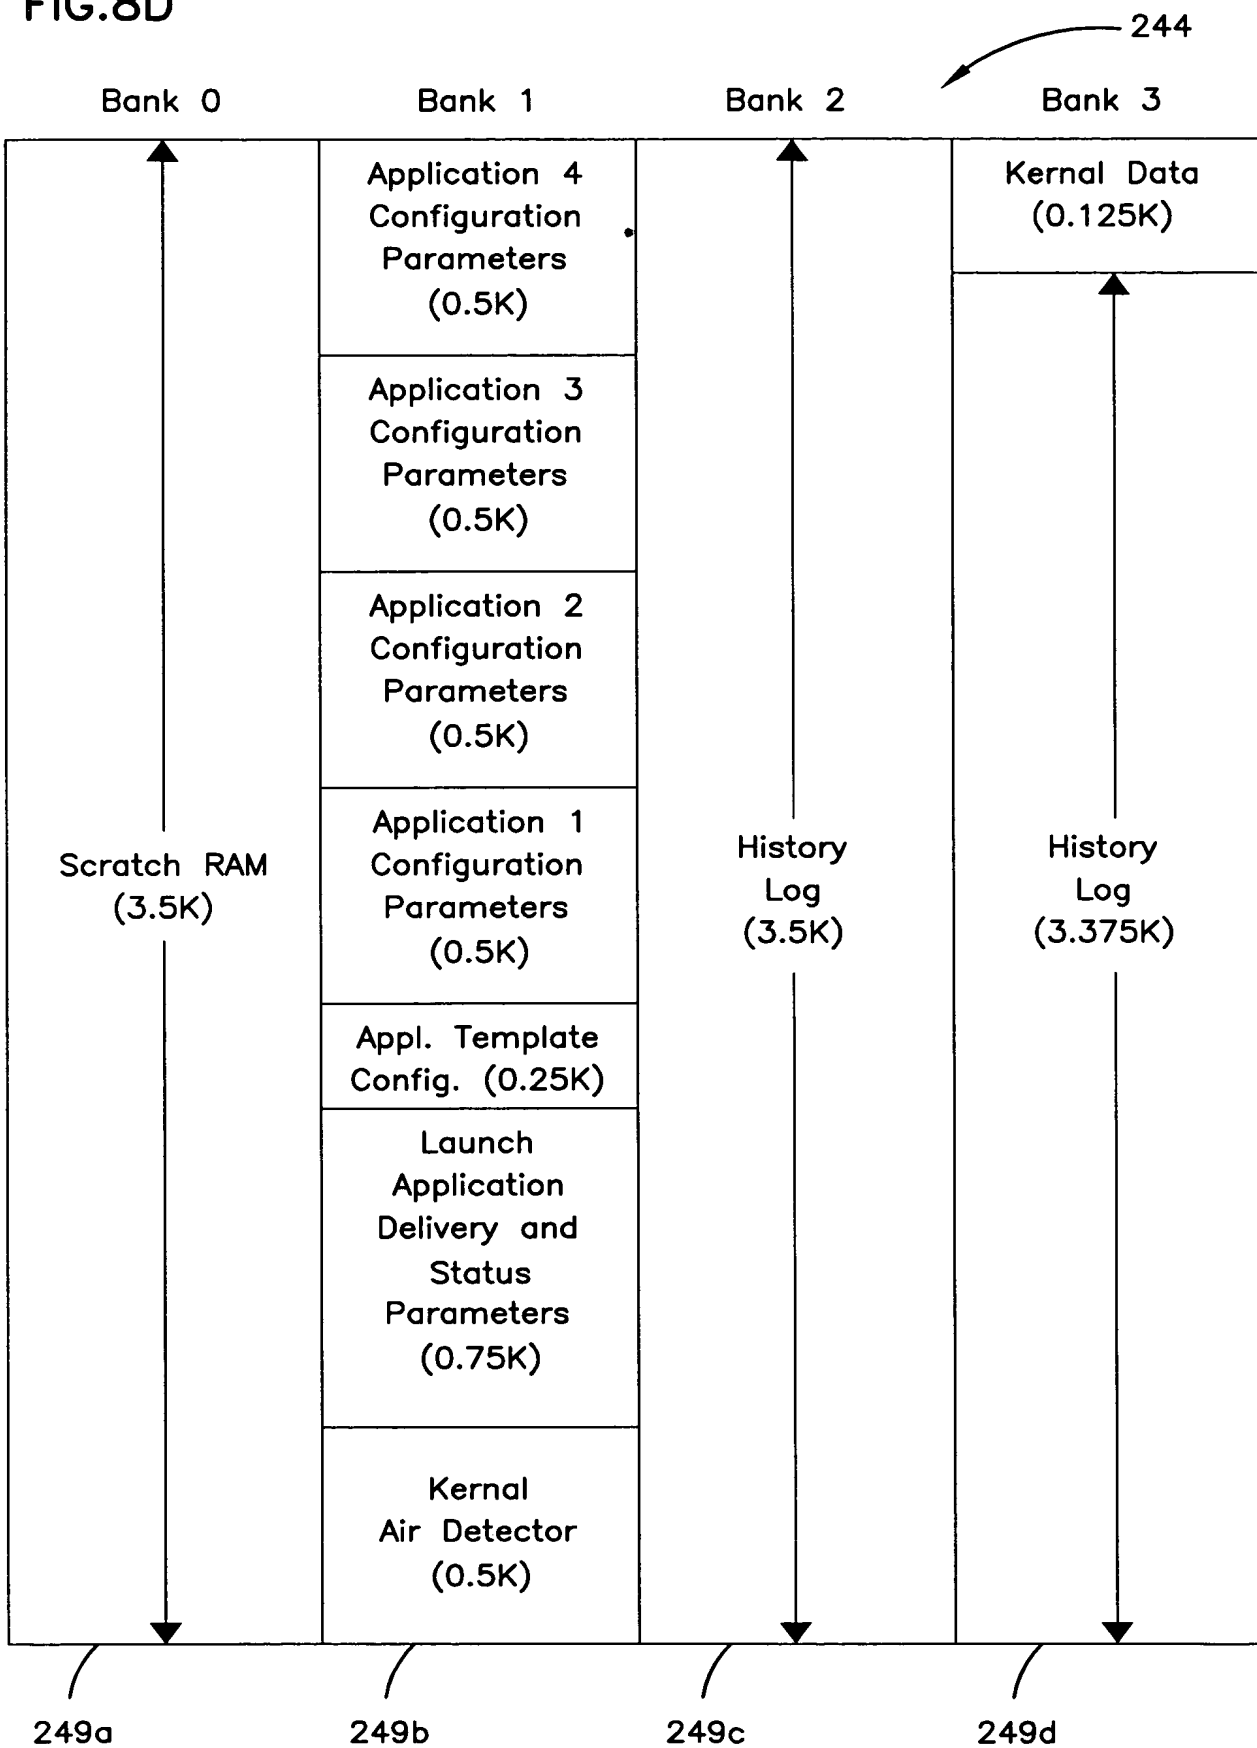 FIG.8D
244
Bank 0
Bank 1
Bank 2
Bank 3
Scratch RAM
(3.5K)
Application 4
Configuration
Parameters
(0.5K)
Application 3
Configuration
Parameters
(0.5K)
Application 2
Configuration
Parameters
(0.5K)
Application 1
Configuration
Parameters
(0.5K)
Appl. Template
Config. (0.25K)
Launch
Application
Delivery and
Status
Parameters
(0.75K)
Kernal
Air Detector
(0.5K)
History
Log
(3.5K)
Kernal Data
(0.125K)
History
Log
(3.375K)
249a
249b
249c
249d